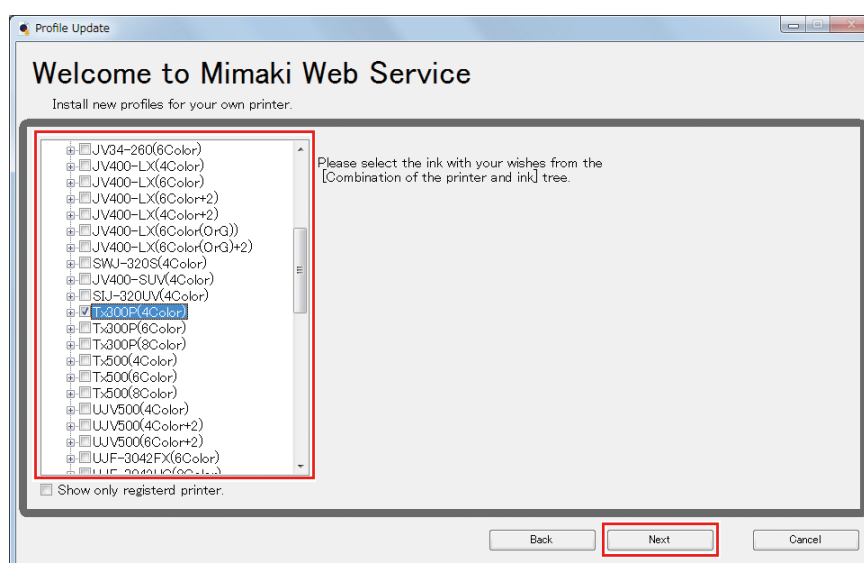 Profile Update
Welcome to Mimaki Web Service
Install new profiles for your own printer.
JV34-260(6Color)
JV400-LX(4Color)
JV400-LX(6Color)
JV400-LX(6Color+2)
JV400-LX(4Color+2)
JV400-LX(6Color(OrG))
JV400-LX(6Color(OrG)+2)
SWJ-320S(4Color)
JV400-SUV(4Color)
SIJ-320UV(4Color)
Tx300P(4Color)
Tx300P(6Color)
Tx300P(8Color)
Tx500(4Color)
Tx500(6Color)
Tx500(8Color)
UJV500(4Color)
UJV500(4Color+2)
UJV500(6Color+2)
UJF-3042FX(6Color)
Please select the ink with your wishes from the
[Combination of the printer and ink] tree.
Show only registerd printer.
Back
Next
Cancel